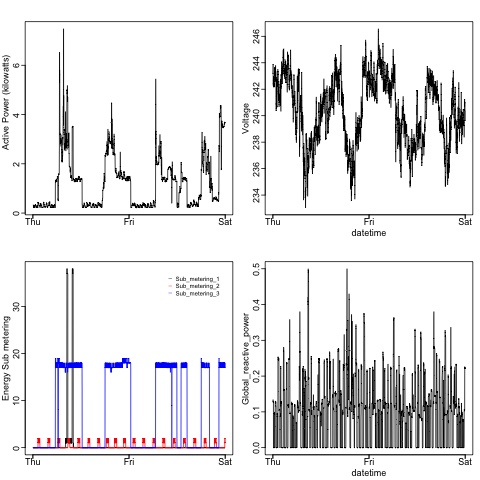 Active Power (kilowatts)
0 2 4 6
Thu Fri Sat
Voltage
234 236 238 240 242 244 246
Thu Fri Sat
datetime
Energy Sub metering
0 10 20 30
Sub_metering_1
Sub_metering_2
Sub_metering_3
Thu Fri Sat
Global_reactive_power
0.0 0.1 0.2 0.3 0.4 0.5
Thu Fri Sat
datetime